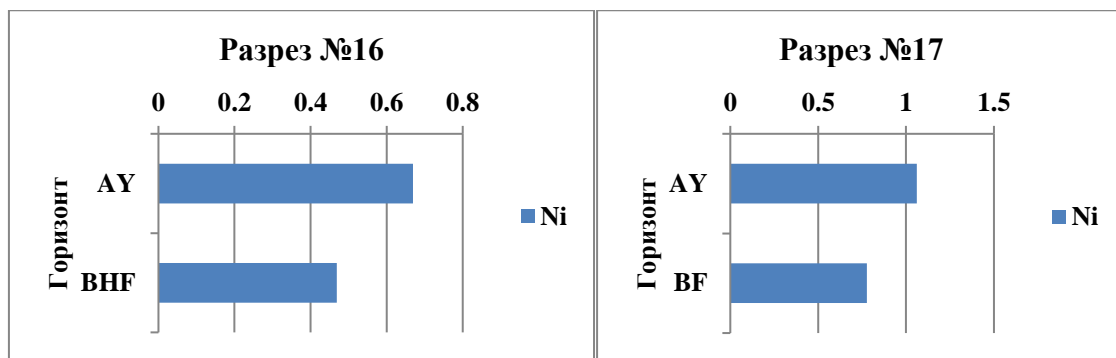 Разрез №16
0 0.2 0.4 0.6 0.8
Горизонт
AY
BHF
Ni
Разрез №17
0 0.5 1 1.5
Горизонт
AY
BF
Ni